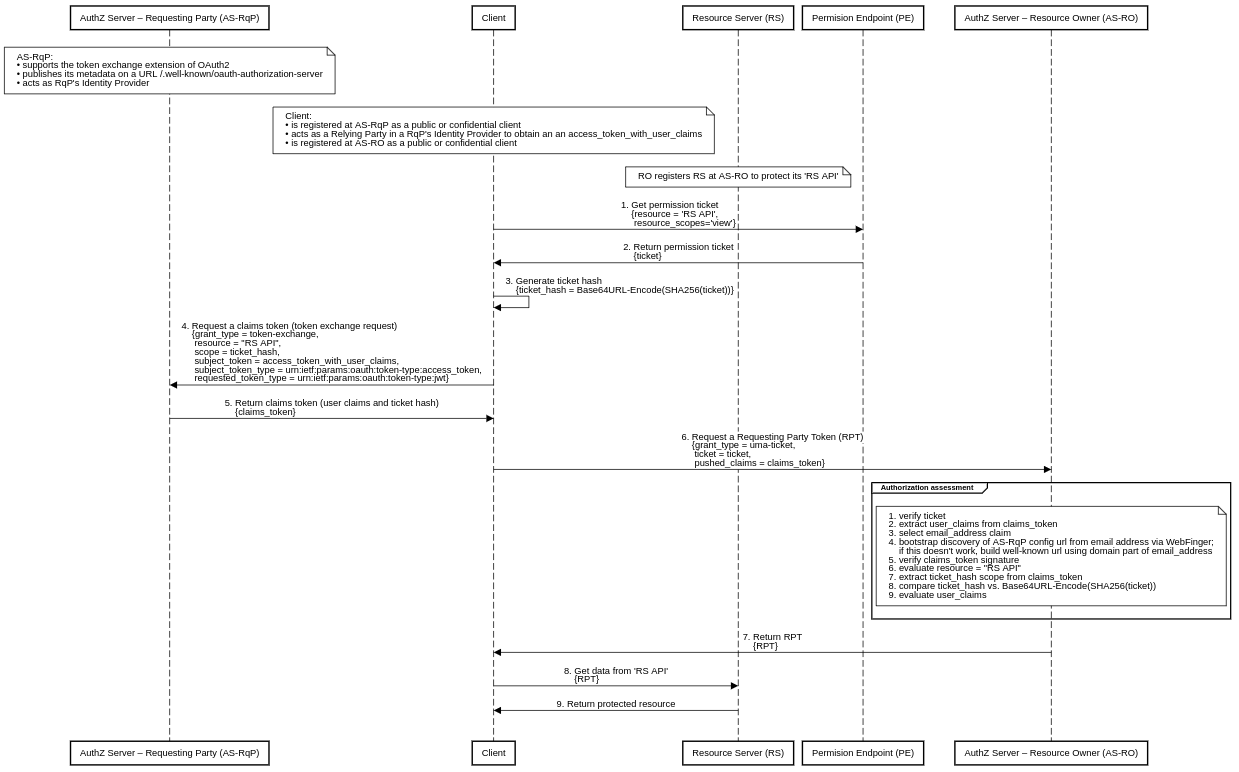 AuthZ Server – Requesting Party (AS-RqP)
Client
Resource Server (RS)
Permision Endpoint (PE)
AuthZ Server – Resource Owner (AS-RO)
AS-RqP:
• supports the token exchange extension of OAuth2
• publishes its metadata on a URL /.well-known/oauth-authorization-server
• acts as RqP's Identity Provider
Client:
• is registered at AS-RqP as a public or confidential client
• acts as a Relying Party in a RqP's Identity Provider to obtain an an access_token_with_user_claims
• is registered at AS-RO as a public or confidential client
RO registers RS at AS-RO to protect its 'RS API'
1. Get permission ticket
{resource = 'RS API',
resource_scopes='view'}
2. Return permission ticket
{ticket}
3. Generate ticket hash
{ticket_hash = Base64URL-Encode(SHA256(ticket))}
4. Request a claims token (token exchange request)
{grant_type = token-exchange,
resource = "RS API",
scope = ticket_hash,
subject_token = access_token_with_user_claims,
subject_token_type = urn:ietf:params:oauth:token-type:access_token,
requested_token_type = urn:ietf:params:oauth:token-type:jwt}
5. Return claims token (user claims and ticket hash)
{claims_token}
6. Request a Requesting Party Token (RPT)
{grant_type = uma-ticket,
ticket = ticket,
pushed_claims = claims_token}
Authorization assessment
1. verify ticket
2. extract user_claims from claims_token
3. select email_address claim
4. bootstrap discovery of AS-RqP config url from email address via WebFinger;
if this doesn't work, build well-known url using domain part of email_address
5. verify claims_token signature
6. evaluate resource = "RS API"
7. extract ticket_hash scope from claims_token
8. compare ticket_hash vs. Base64URL-Encode(SHA256(ticket))
9. evaluate user_claims
7. Return RPT
{RPT}
8. Get data from 'RS API'
{RPT}
9. Return protected resource
AuthZ Server – Requesting Party (AS-RqP)
Client
Resource Server (RS)
Permision Endpoint (PE)
AuthZ Server – Resource Owner (AS-RO)